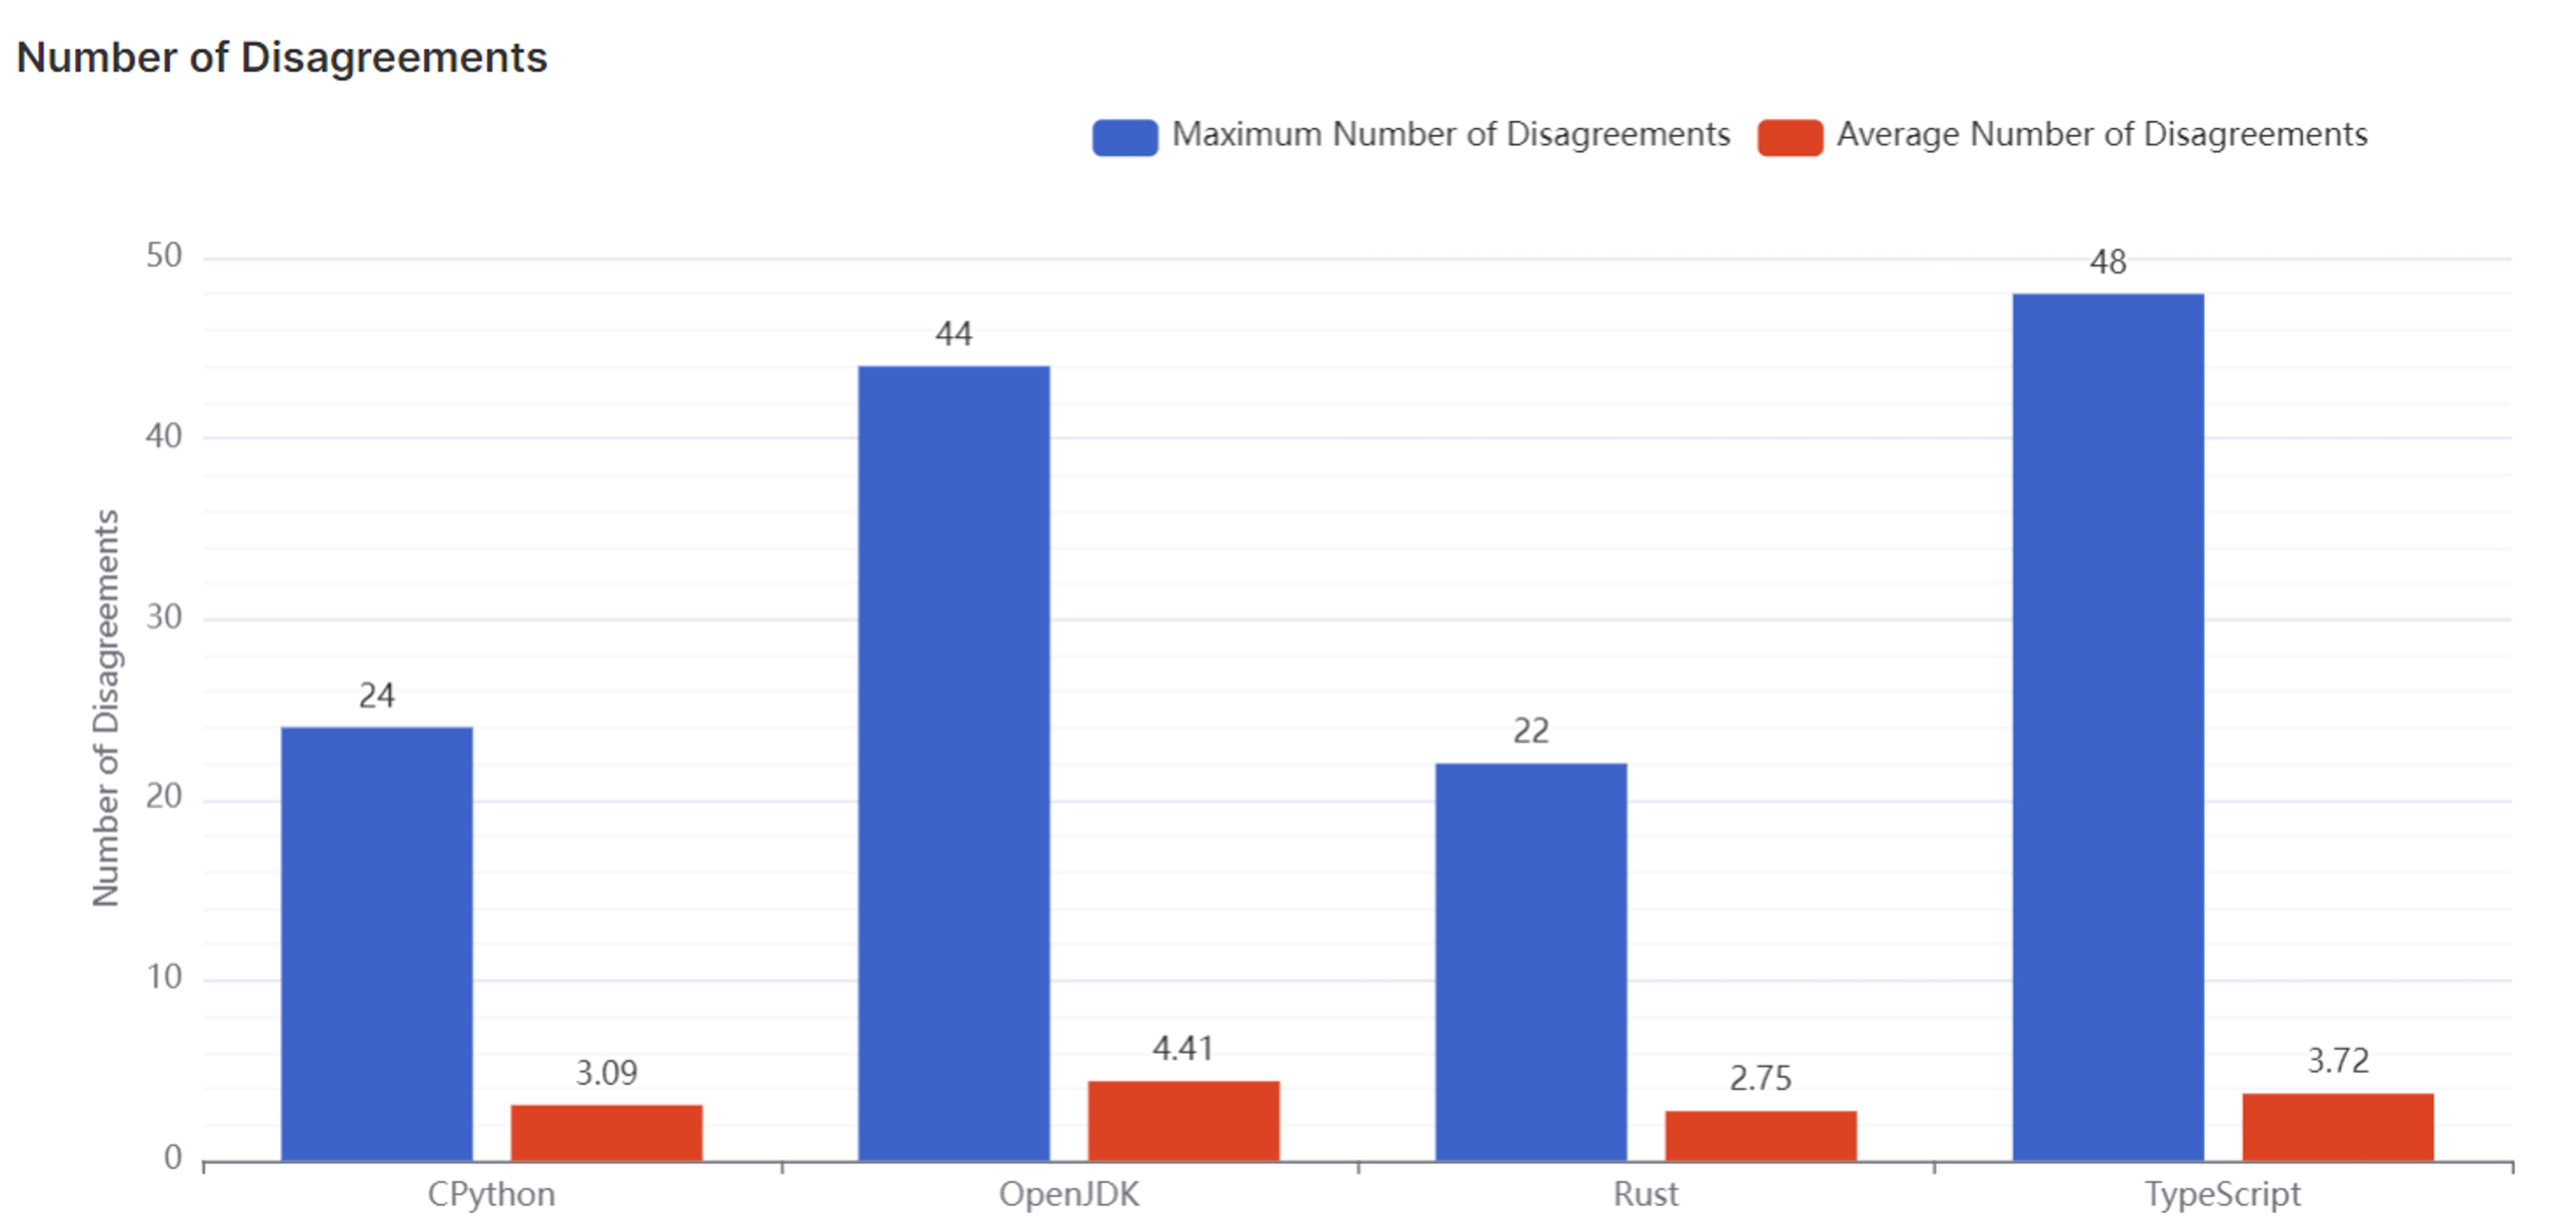 Number of Disagreements
Maximum Number of Disagreements Average Number of Disagreements
Number of Disagreements
50
40
30
20
10
0
24
3.09
44
4.41
22
2.75
48
3.72
CPython
OpenJDK
Rust
TypeScript